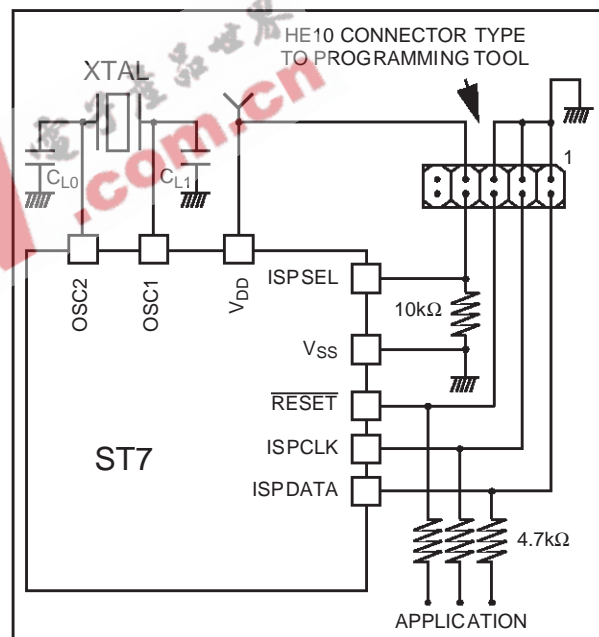 HE10 CONNECTOR TYPE
TO PROGRAMMING TOOL
XTAL
1
CL0
CL1
OSC2
OSC1
VDD
ISPSEL
10kΩ
VSS
RESET
ISPCLK
ST7
ISPDATA
4.7kΩ
APPLICATION
.com.cn